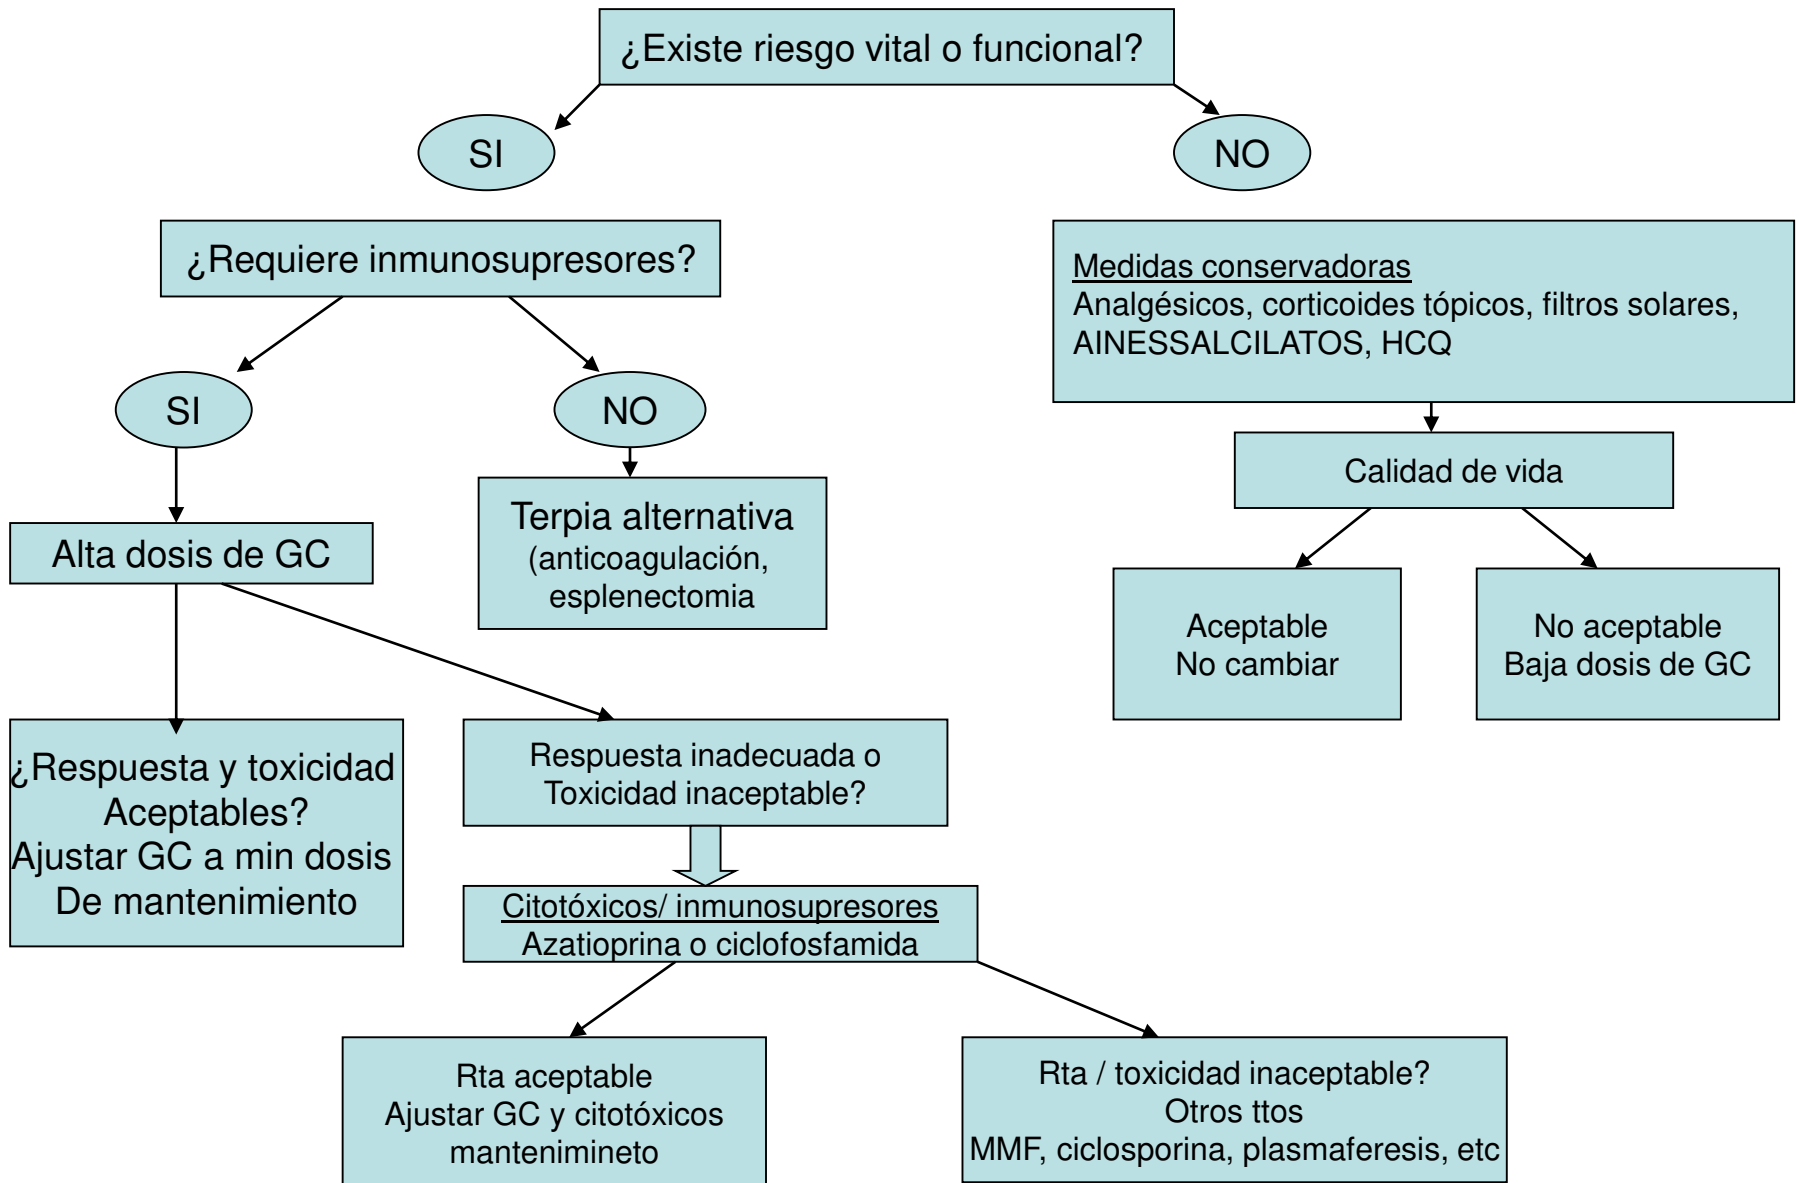 ¿Existe riesgo vital o funcional?
SI
NO
¿Requiere inmunosupresores?
Medidas conservadoras
Analgésicos, corticoides tópicos, filtros solares,
AINESSALCILATOS, HCQ
SI
NO
Calidad de vida
Terpia alternativa
(anticoagulación,
esplenectomia
Alta dosis de GC
Aceptable
No cambiar
No aceptable
Baja dosis de GC
¿Respuesta y toxicidad
Aceptables?
Ajustar GC a min dosis
De mantenimiento
Respuesta inadecuada o
Toxicidad inaceptable?
Citotóxicos/ inmunosupresores
Azatioprina o ciclofosfamida
Rta aceptable
Ajustar GC y citotóxicos
mantenimineto
Rta / toxicidad inaceptable?
Otros ttos
MMF, ciclosporina, plasmaferesis, etc